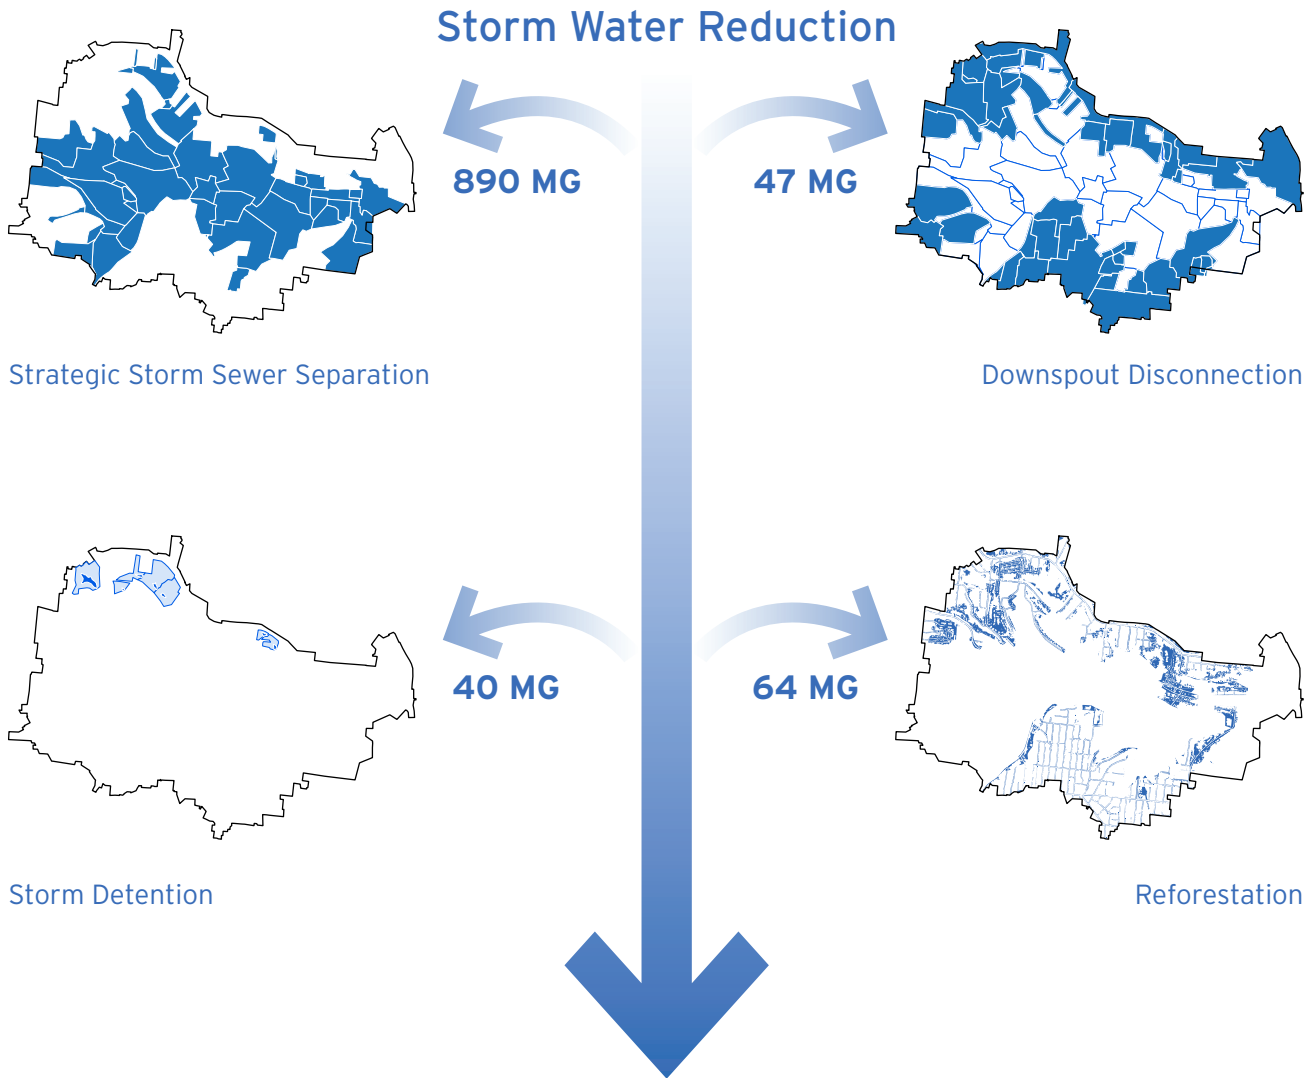 Storm Water Reduction
890 MG
47 MG
Strategic Storm Sewer Separation
Downspout Disconnection
40 MG
64 MG
Storm Detention
Reforestation